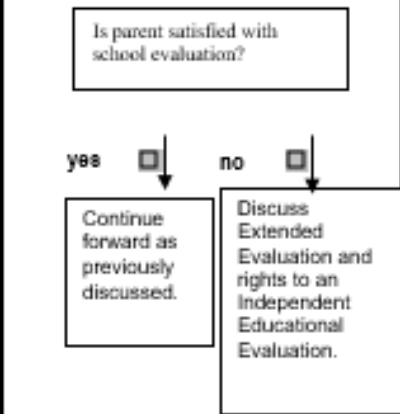 Is parent satisfied with
school evaluation?
yes
no
Continue
forward as
previously
discussed.
Discuss
Extended
Evaluation and
rights to an
Independent
Educational
Evaluation.